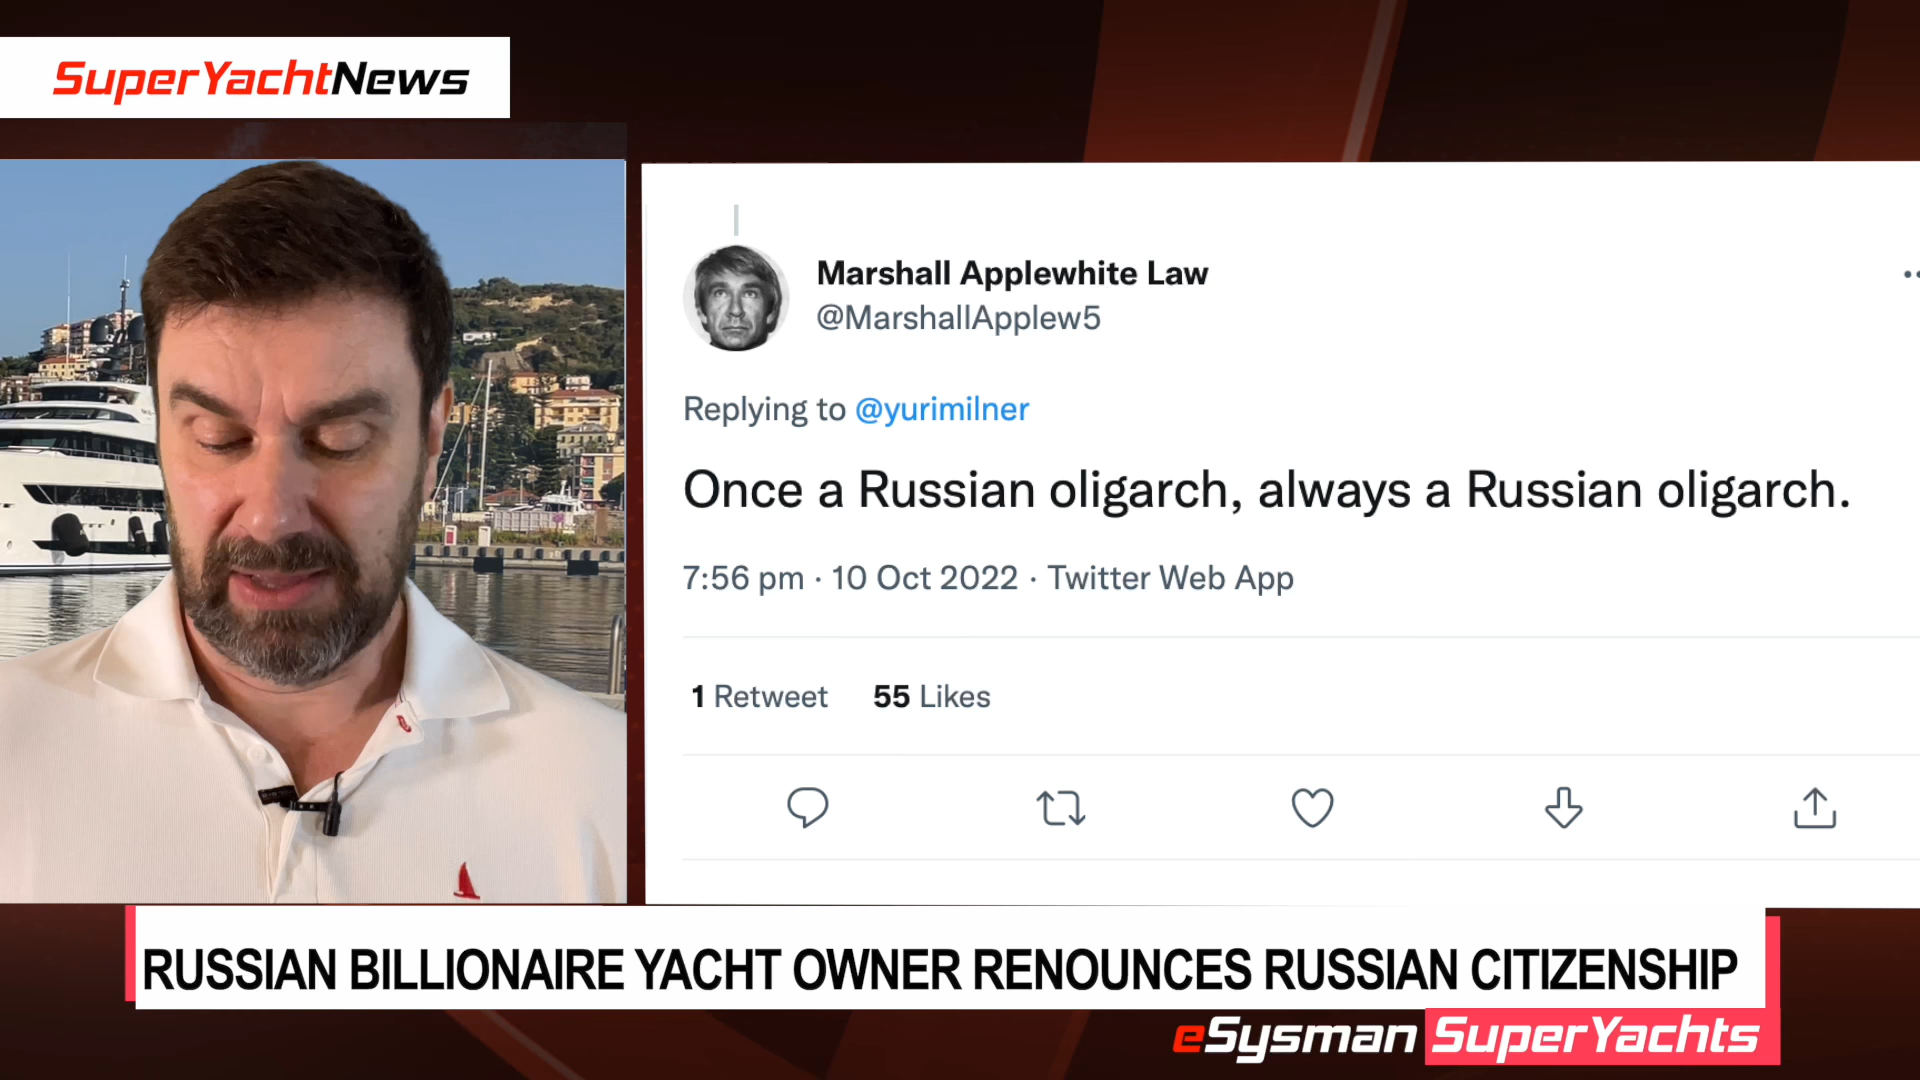 SuperYachtNews
Marshall Applewhite Law
@MarshallApplew5
Replying to @yurimilner
Once a Russian oligarch, always a Russian oligarch.
7:56 pm · 10 Oct 2022 · Twitter Web App
1 Retweet 55 Likes
RUSSIAN BILLIONAIRE YACHT OWNER RENOUNCES RUSSIAN CITIZENSHIP
eSysman SuperYachts